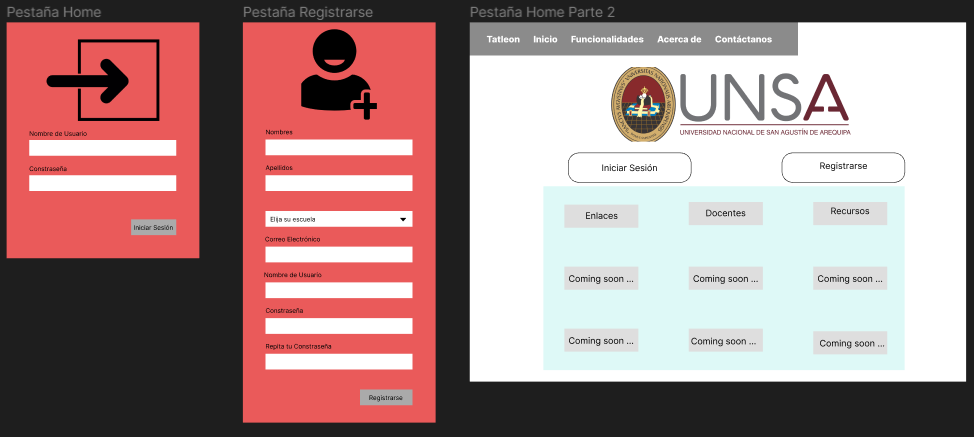 Pestaña Home
Nombre de Usuario
Constraseña
Iniciar Sesión
Pestaña Registrarse
Nombres
Apellidos
Elija su escuela
Correo Electrónico
Nombre de Usuario
Constraseña
Repita tu Constraseña
Registrarse
Pestaña Home Parte 2
Tatleon Inicio Funcionalidades Acerca de Contáctanos
UNSA
UNIVERSIDAD NACIONAL DE SAN AGUSTÍN DE AREQUIPA
Iniciar Sesión Registrarse
Enlaces Docentes Recursos
Coming soon ... Coming soon ... Coming soon ...
Coming soon ... Coming soon ... Coming soon ...